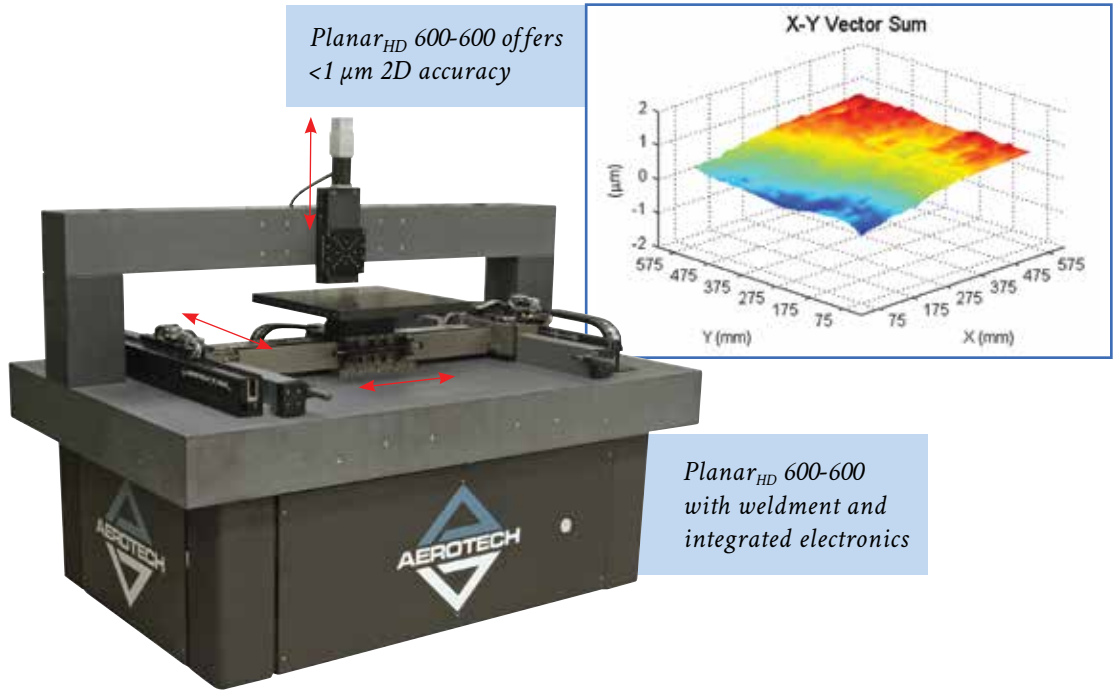 Planar_HD 600-600 offers
<1 µm 2D accuracy
X-Y Vector Sum
2
1
0
-1
-2
(µm)
575
475
375
275
175
75
Y (mm)
75
175
275
375
475
575
X (mm)
Planar_HD 600-600
with weldment and
integrated electronics
AEROTECH
AEROTECH